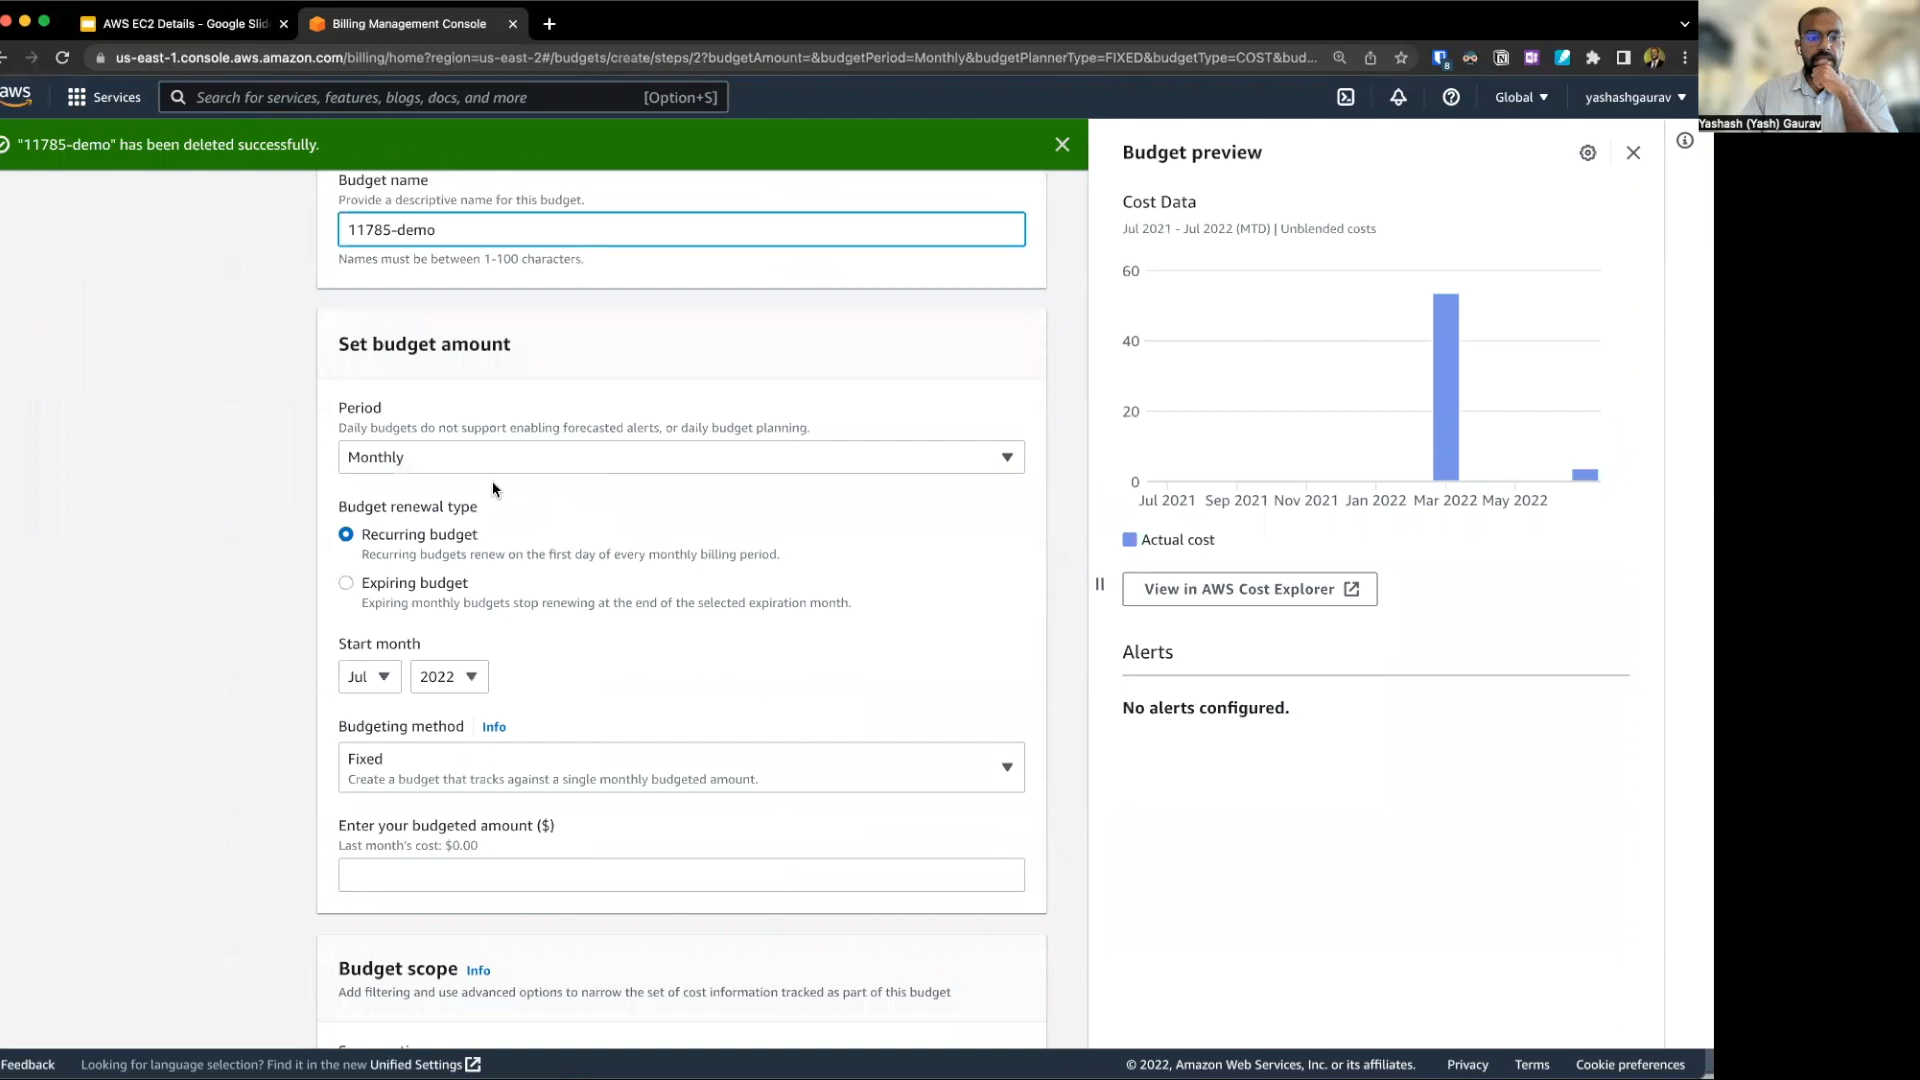 AWS EC2 Details - Google Slid
Billing Management Console
us-east-1.console.aws.amazon.com/billing/home?region=us-east-2#/budgets/create/steps/2?budgetAmount=&budgetPeriod=Monthly&budgetPlannerType=FIXED&budgetType=COST&bud...
8
aws
Services
Search for services, features, blogs, docs, and more
[Option+S]
Global
yashashgaurav
Yashash (Yash) Gaurav
"11785-demo" has been deleted successfully.
Budget name
Provide a descriptive name for this budget.
11785-demo
Names must be between 1-100 characters.
Set budget amount
Period
Daily budgets do not support enabling forecasted alerts, or daily budget planning.
Monthly
Budget renewal type
Recurring budget
Recurring budgets renew on the first day of every monthly billing period.
Expiring budget
Expiring monthly budgets stop renewing at the end of the selected expiration month.
Start month
Jul
2022
Budgeting method
Info
Fixed
Create a budget that tracks against a single monthly budgeted amount.
Enter your budgeted amount ($)
Last month's cost: $0.00
Budget scope Info
Add filtering and use advanced options to narrow the set of cost information tracked as part of this budget
Budget preview
Cost Data
Jul 2021 - Jul 2022 (MTD) | Unblended costs
60
40
20
0
Jul 2021 Sep 2021 Nov 2021 Jan 2022 Mar 2022 May 2022
Actual cost
View in AWS Cost Explorer
Alerts
No alerts configured.
Feedback
Looking for language selection? Find it in the new Unified Settings
© 2022, Amazon Web Services, Inc. or its affiliates.
Privacy
Terms
Cookie preferences